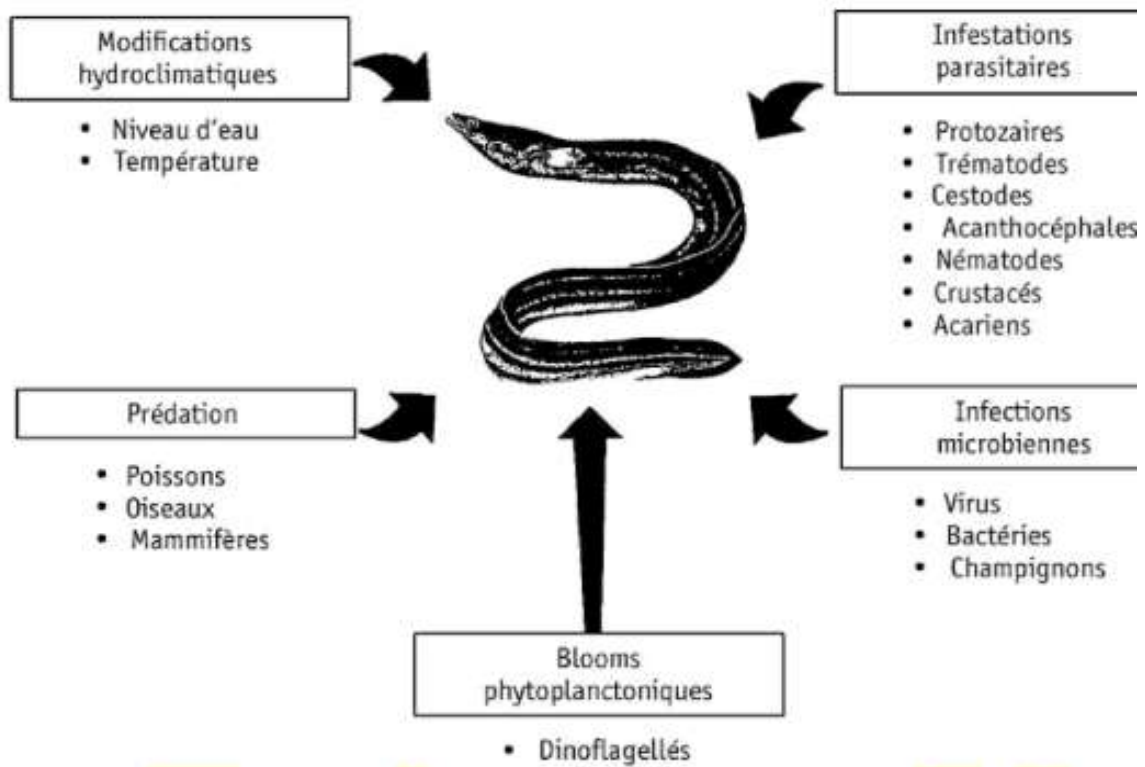 Modifications
hydroclimatiques
• Niveau d'eau
• Température
Infestations
parasitaires
• Protozaires
• Trématodes
• Cestodes
• Acanthocéphales
• Nématodes
• Crustacés
• Acariens
Prédation
• Poissons
• Oiseaux
• Mammifères
Infections
microbiennes
• Virus
• Bactéries
• Champignons
Blooms
phytoplanctoniques
• Dinoflagellés